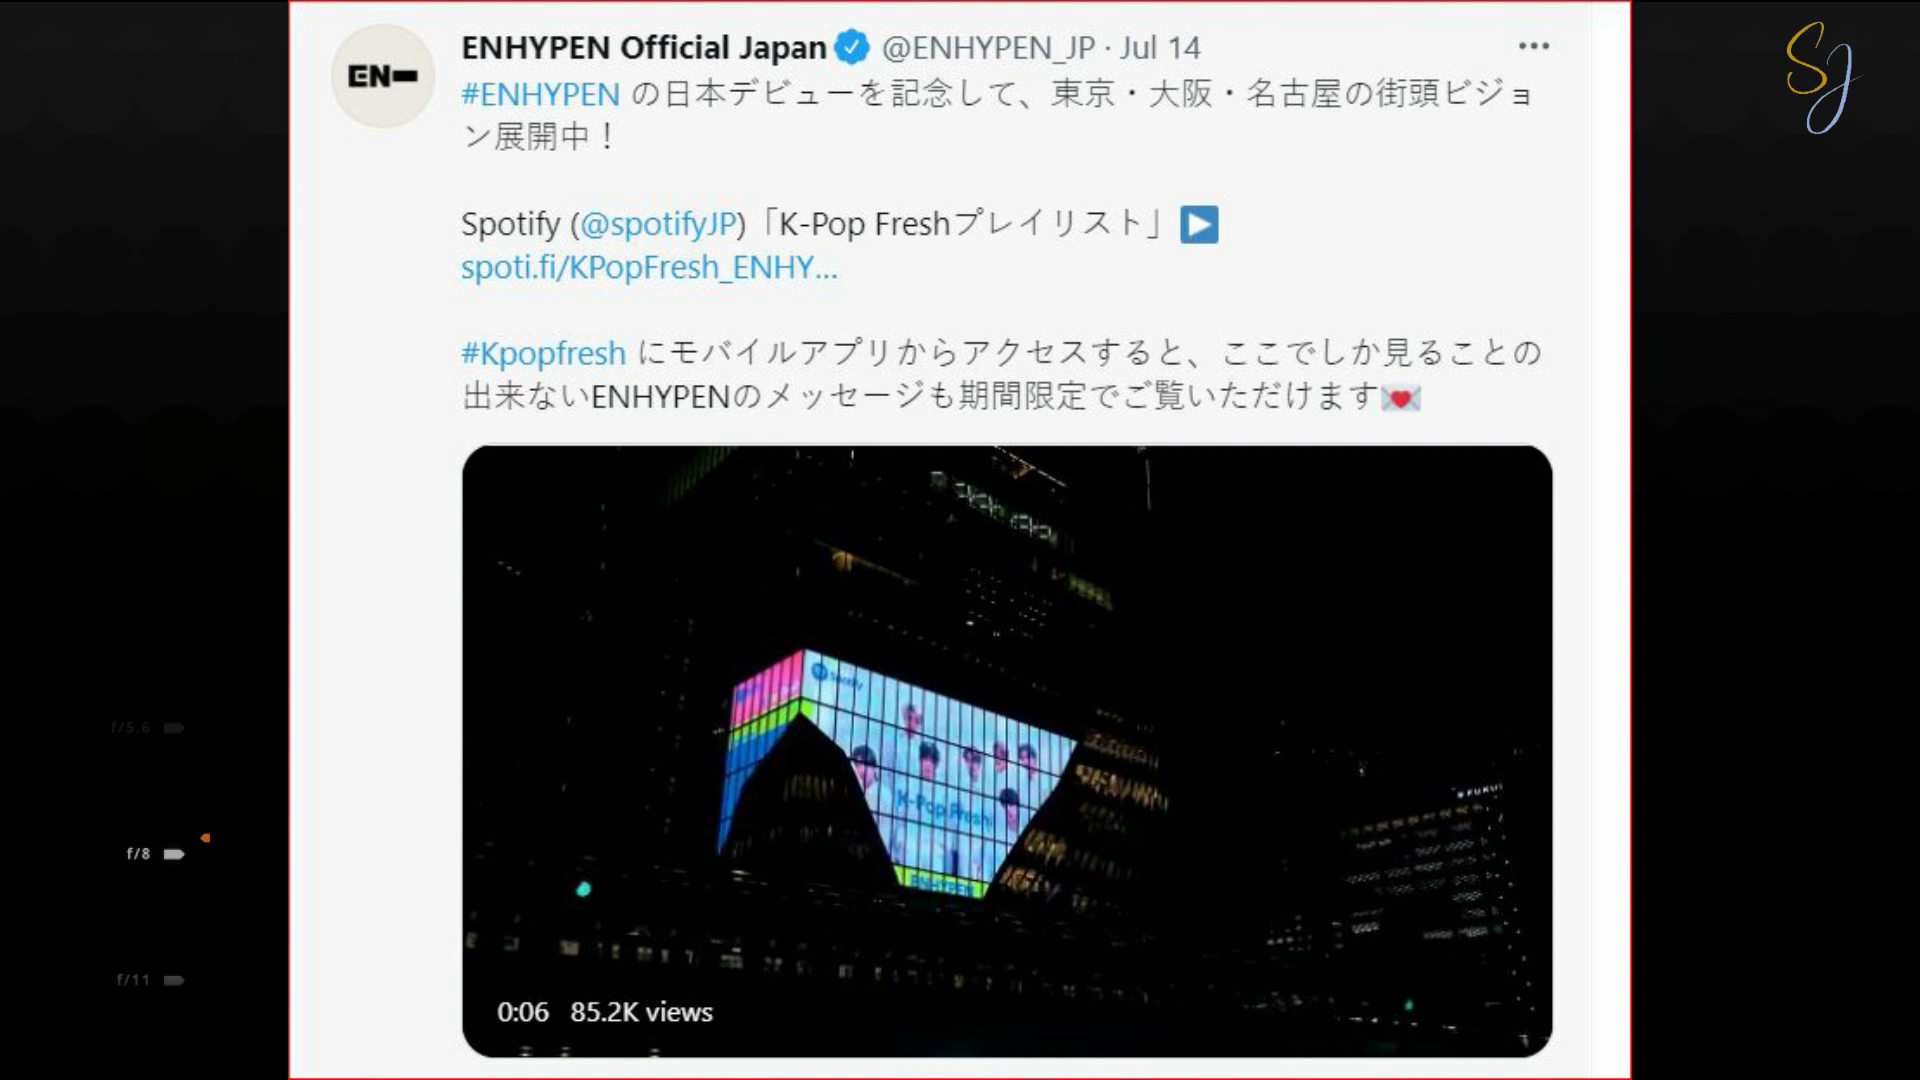 ENHYPEN Official Japan @ENHYPEN_JP · Jul 14
EN-
#ENHYPEN の日本デビューを記念して、東京・大阪・名古屋の街頭ビジョ
ン展開中！
Spotify (@spotifyJP)「K-Pop Freshプレイリスト」
spoti.fi/KPopFresh_ENHY...
#Kpopfresh にモバイルアプリからアクセスすると、ここでしか見ることの
出来ないENHYPENのメッセージも期間限定でご覧いただけます
Spotify
K-Pop Fresh
ENHYPEN
0:06 85.2K views
SJ
f/5.6
f/8
f/11